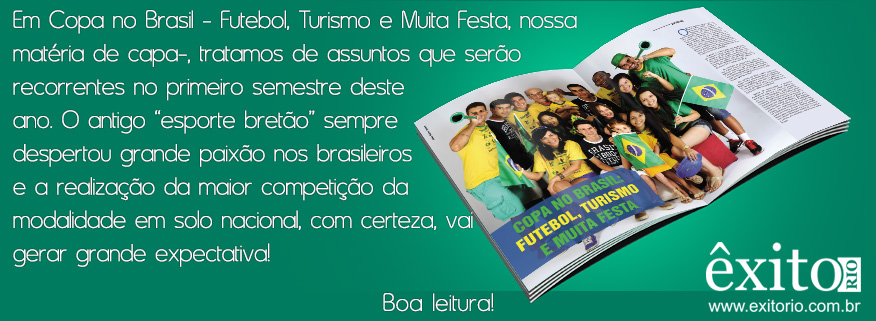 Em Copa no Brasil - Futebol, Turismo e Muita Festa, nossa
matéria de capa-, tratamos de assuntos que serão
recorrentes no primeiro semestre deste
ano. O antigo “esporte bretão” sempre
despertou grande paixão nos brasileiros
e a realização da maior competição da
modalidade em solo nacional, com certeza, vai
gerar grande expectativa!
Boa leitura!
COPA NO BRASIL:
FUTEBOL, TURISMO
E MUITA FESTA
êxito RIO
www.exitorio.com.br